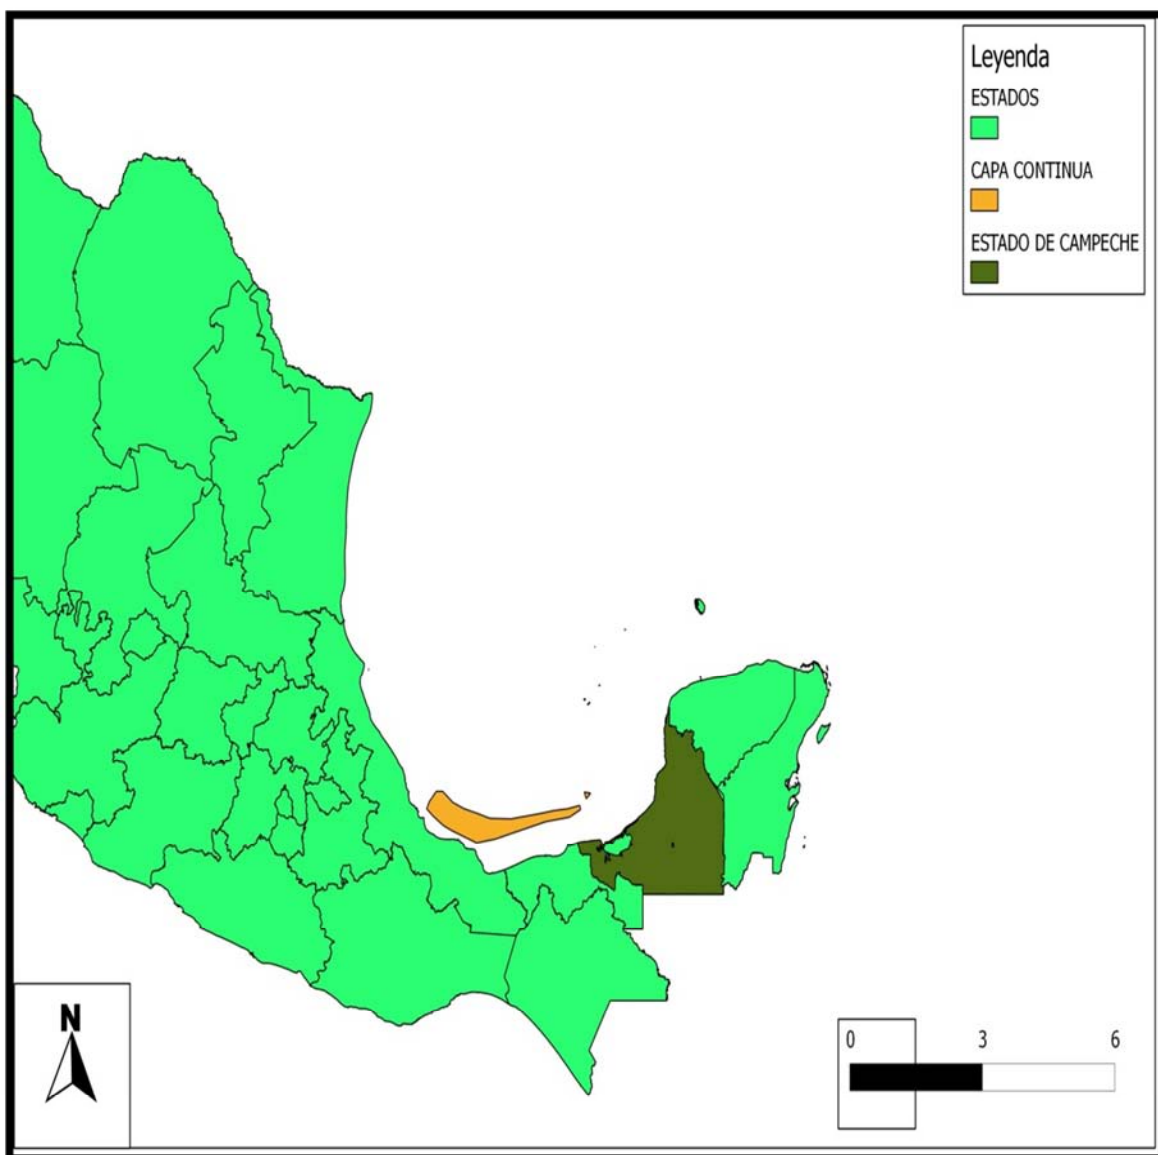 Leyenda
ESTADOS
CAPA CONTINUA
ESTADO DE CAMPECHE
N
0 3 6